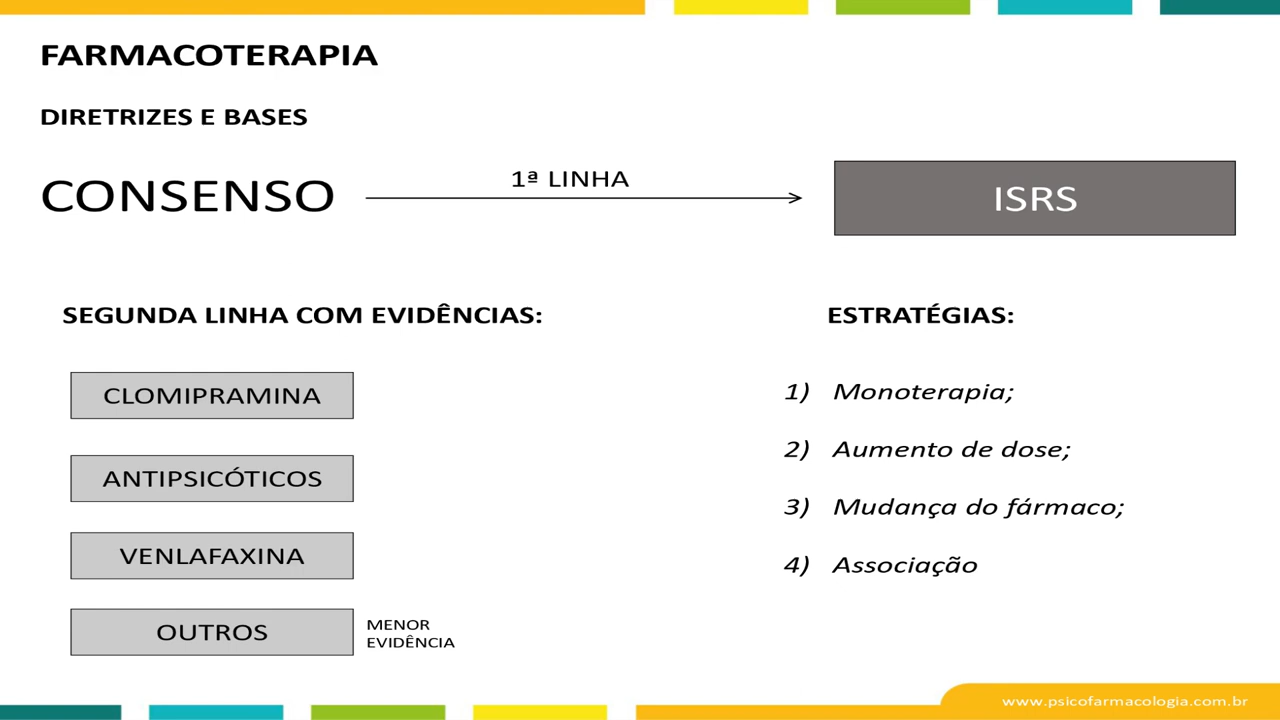 FARMACOTERAPIA
DIRETRIZES E BASES
CONSENSO
1ª LINHA
ISRS
SEGUNDA LINHA COM EVIDÊNCIAS:
CLOMIPRAMINA
ANTIPSICÓTICOS
VENLAFAXINA
OUTROS
MENOR
EVIDÊNCIA
ESTRATÉGIAS:
1) Monoterapia;
2) Aumento de dose;
3) Mudança do fármaco;
4) Associação
www.psicofarmacologia.com.br